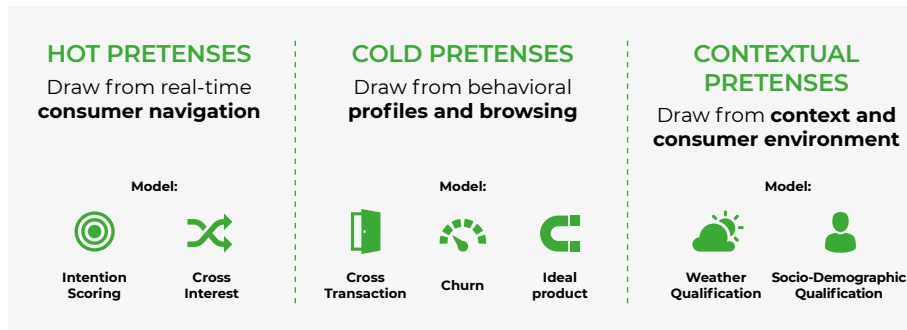 HOT PRETENSES
Draw from real-time
consumer navigation
Model:
Intention
Scoring
Cross
Interest
COLD PRETENSES
Draw from behavioral
profiles and browsing
Model:
Cross
Transaction
Churn
Ideal
product
CONTEXTUAL
PRETENSES
Draw from context and
consumer environment
Model:
Weather
Qualification
Socio-Demographic
Qualification